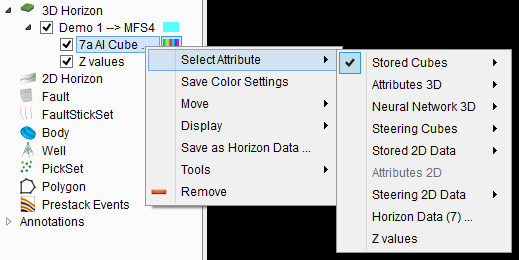 3D Horizon
Demo 1 --> MFS4
7a AI Cube ...
Z values
2D Horizon
Fault
FaultStickSet
Body
Well
PickSet
Polygon
Prestack Events
Annotations
Select Attribute
Save Color Settings
Move
Display
Save as Horizon Data ...
Tools
Remove
Stored Cubes
Attributes 3D
Neural Network 3D
Steering Cubes
Stored 2D Data
Attributes 2D
Steering 2D Data
Horizon Data (7) ...
Z values